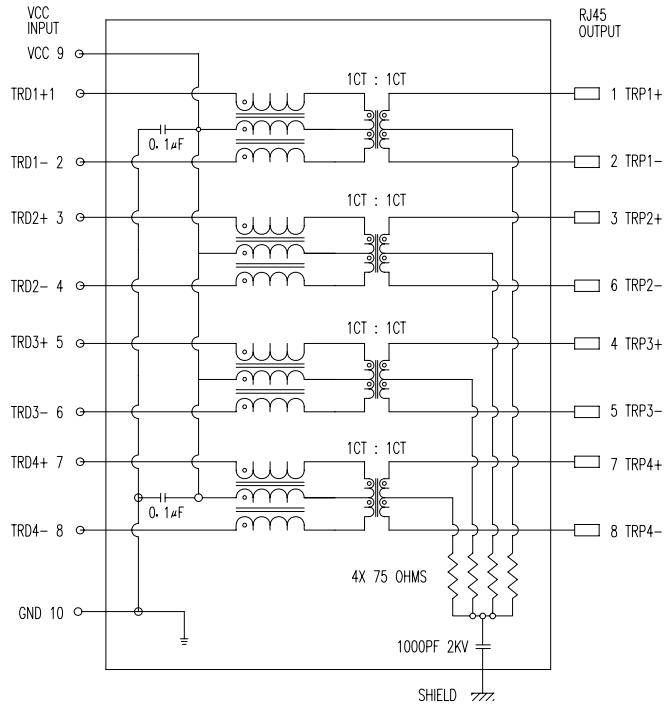 VCC
INPUT
RJ45
OUTPUT
VCC 9
TRD1+1
1CT : 1CT
1 TRP1+
0.1µF
TRD1- 2
2 TRP1-
TRD2+ 3
1CT : 1CT
3 TRP2+
TRD2- 4
6 TRP2-
TRD3+ 5
1CT : 1CT
4 TRP3+
TRD3- 6
5 TRP3-
TRD4+ 7
1CT : 1CT
7 TRP4+
0.1µF
TRD4- 8
8 TRP4-
4X 75 OHMS
GND 10
1000PF 2KV
SHIELD